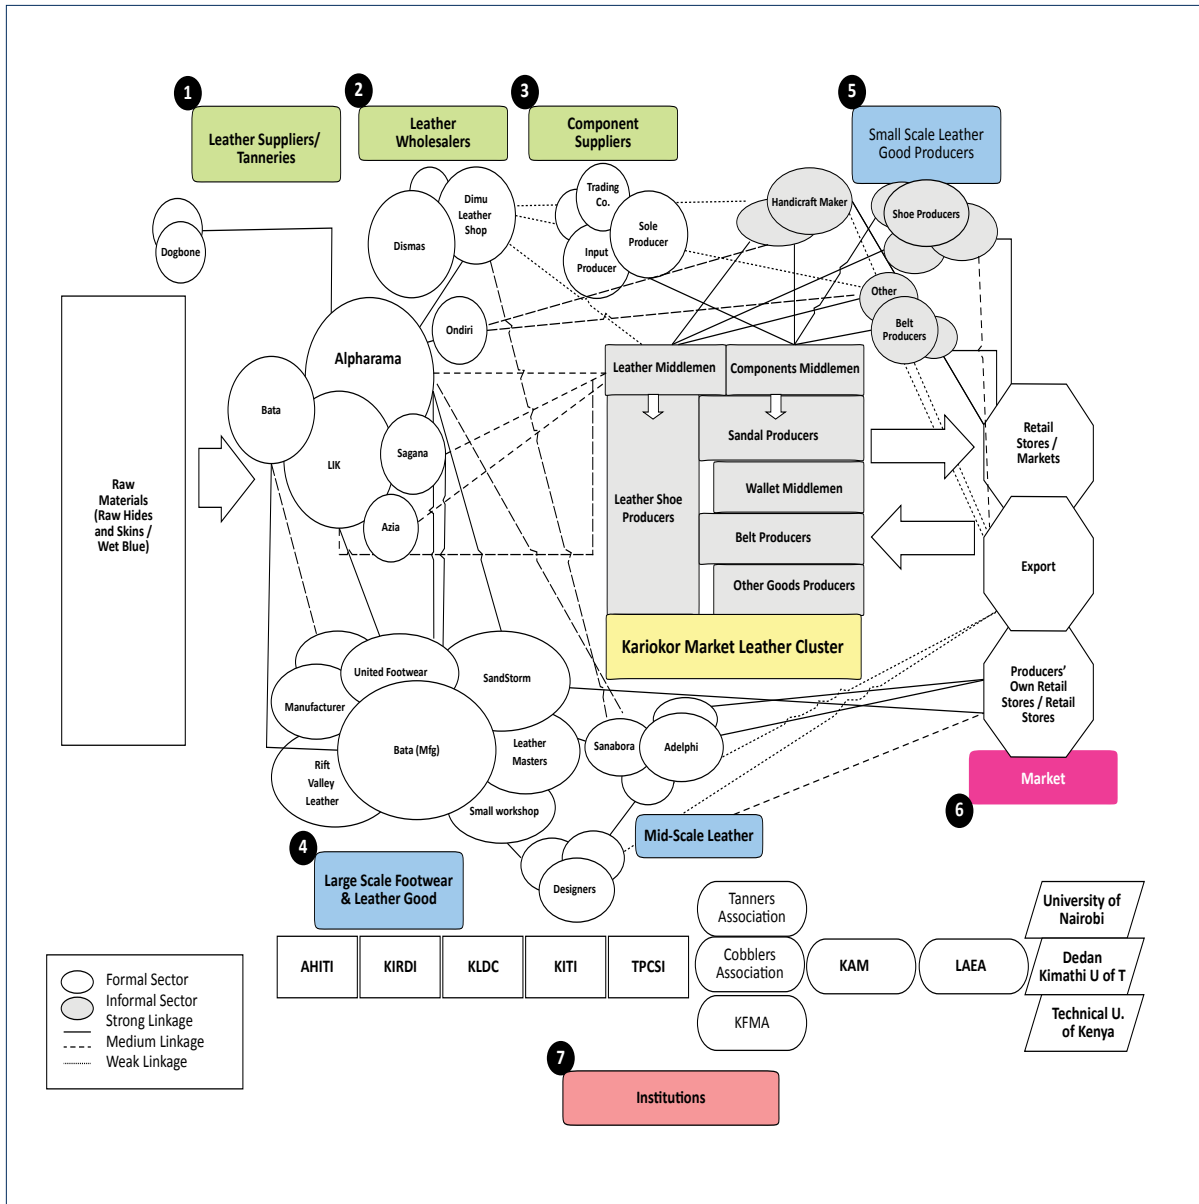 1
Leather Suppliers/
Tanneries
2
Leather
Wholesalers
3
Component
Suppliers
5
Small Scale Leather
Good Producers
Dogbone
Dismas
Dimu
Leather
Shop
Trading
Co.
Input
Producer
Sole
Producer
Handicraft Maker
Shoe Producers
Other
Belt
Producers
Ondiri
Alpharama
Bata
LIK
Sagana
Azia
Raw
Materials
(Raw Hides
and Skins /
Wet Blue)
Leather Middlemen
Components Middlemen
Sandal Producers
Leather Shoe
Producers
Wallet Middlemen
Belt Producers
Other Goods Producers
Kariokor Market Leather Cluster
Retail
Stores /
Markets
Export
Producers'
Own Retail
Stores / Retail
Stores
Market
6
United Footwear
SandStorm
Manufacturer
Bata (Mfg)
Leather
Masters
Rift
Valley
Leather
Small workshop
Sanabora
Adelphi
Designers
Mid-Scale Leather
4
Large Scale Footwear
& Leather Good
AHITI
KIRDI
KLDC
KITI
TPCSI
Tanners
Association
Cobblers
Association
KFMA
KAM
LAEA
University of
Nairobi
Dedan
Kimathi U of T
Technical U.
of Kenya
Formal Sector
Informal Sector
Strong Linkage
Medium Linkage
Weak Linkage
7
Institutions